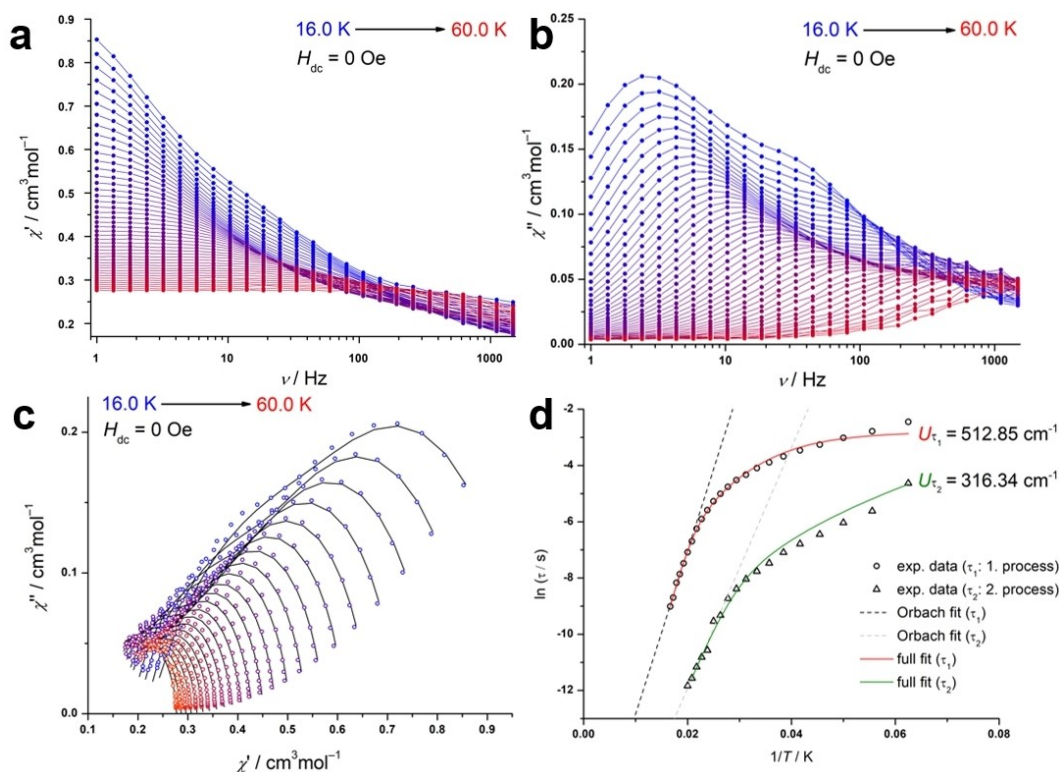 a
16.0 K → 60.0 K
H_dc = 0 Oe
0.9
0.8
0.7
0.6
0.5
0.4
0.3
0.2
χ' / cm³mol⁻¹
1
10
100
1000
ν / Hz
b
16.0 K → 60.0 K
H_dc = 0 Oe
0.25
0.20
0.15
0.10
0.05
0.00
χ'' / cm³mol⁻¹
1
10
100
1000
ν / Hz
c
16.0 K → 60.0 K
H_dc = 0 Oe
0.2
0.1
0.0
χ'' / cm³mol⁻¹
0.1 0.2 0.3 0.4 0.5 0.6 0.7 0.8 0.9
χ' / cm³mol⁻¹
d
-2
-4
-6
-8
-10
-12
ln (τ / s)
U_τ₁ = 512.85 cm⁻¹
U_τ₂ = 316.34 cm⁻¹
exp. data (τ₁: 1. process)
exp. data (τ₂: 2. process)
Orbach fit (τ₁)
Orbach fit (τ₂)
full fit (τ₁)
full fit (τ₂)
0.00 0.02 0.04 0.06 0.08
1/T / K